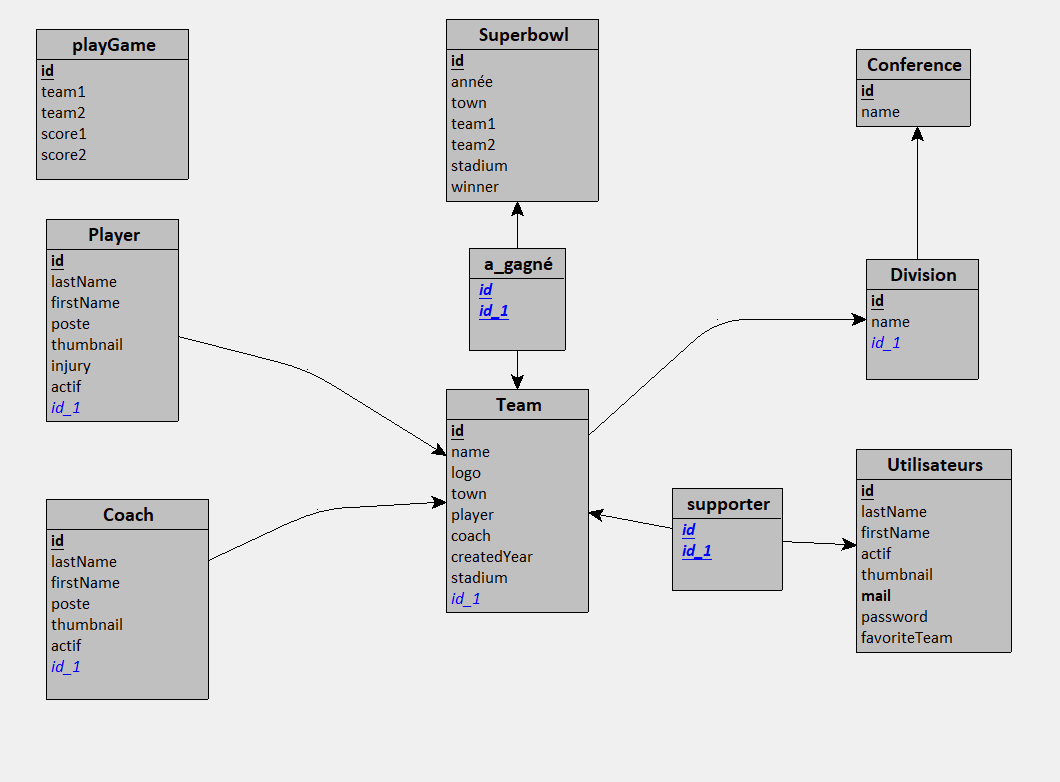 playGame
id
team1
team2
score1
score2
Superbowl
id
année
town
team1
team2
stadium
winner
Conference
id
name
Player
id
lastName
firstName
poste
thumbnail
injury
actif
id_1
a_gagné
id
id_1
Division
id
name
id_1
Team
id
name
logo
town
player
coach
createdYear
stadium
id_1
Coach
id
lastName
firstName
poste
thumbnail
actif
id_1
supporter
id
id_1
Utilisateurs
id
lastName
firstName
actif
thumbnail
mail
password
favoriteTeam